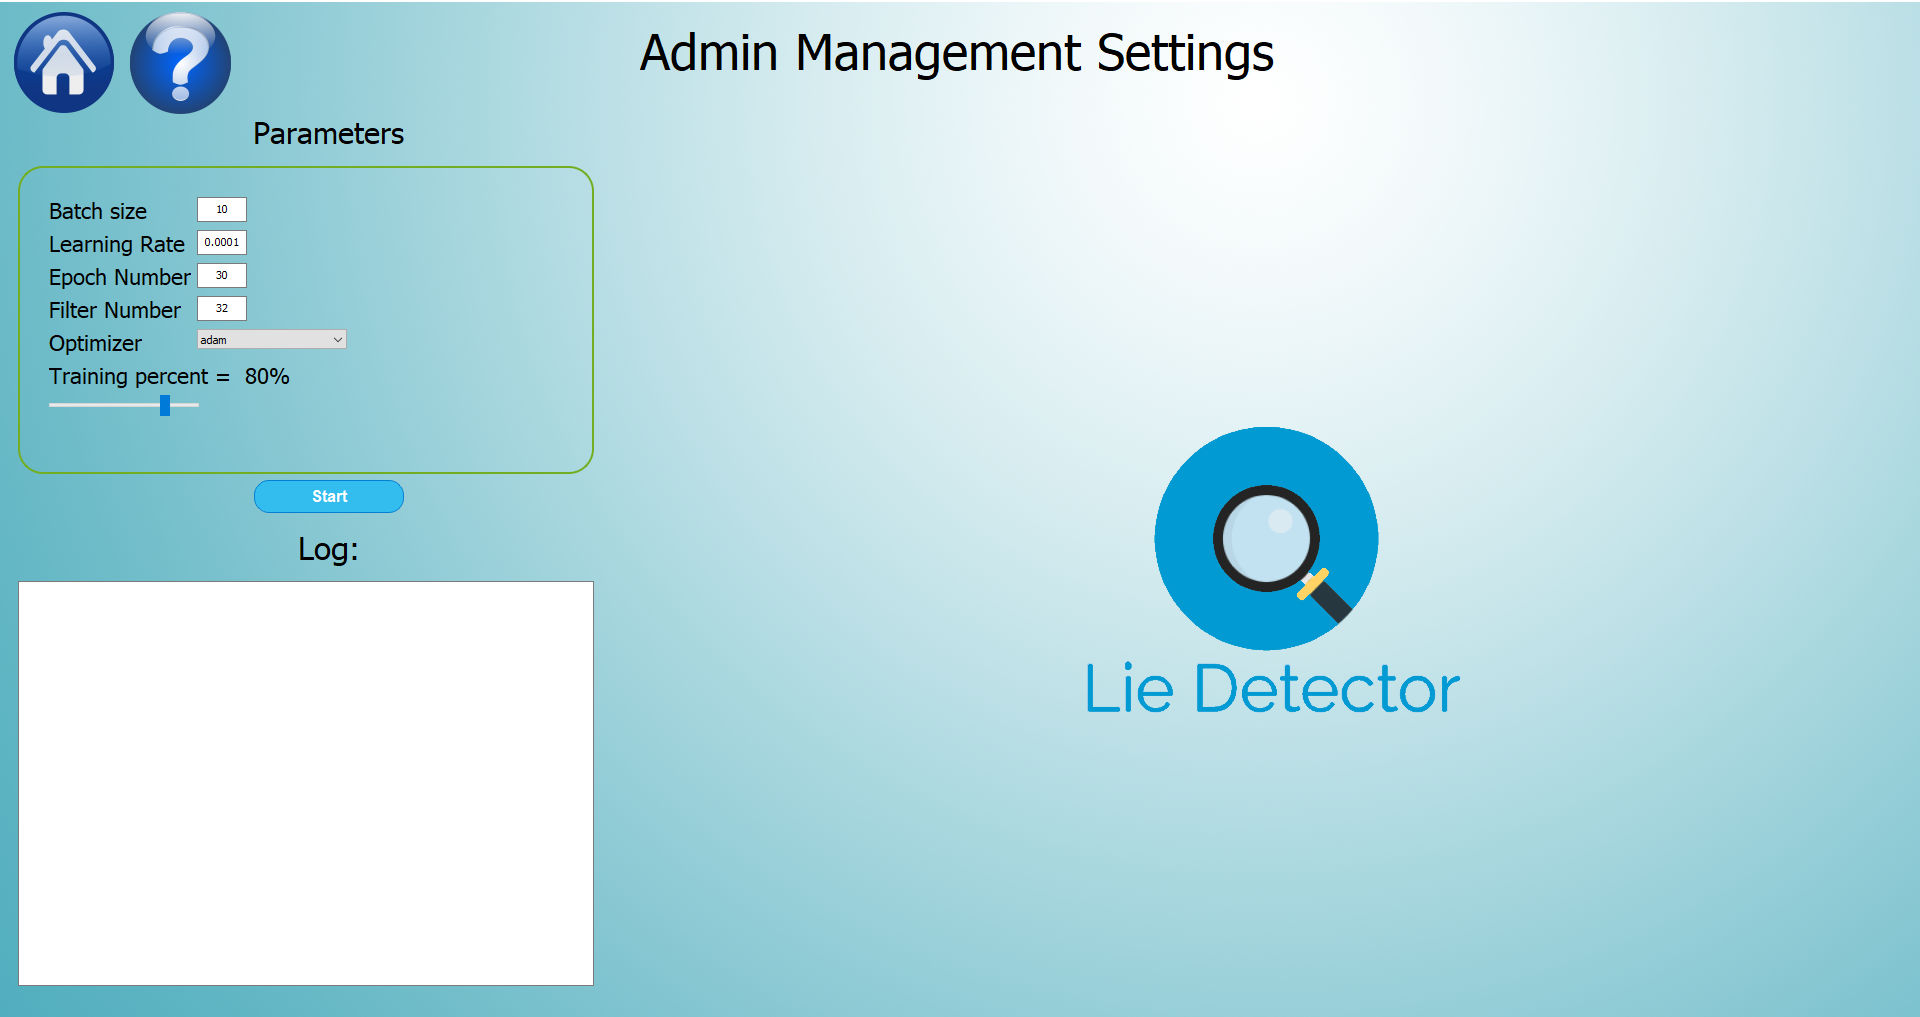 Admin Management Settings
Parameters
Batch size 10
Learning Rate 0.0001
Epoch Number 30
Filter Number 32
Optimizer adam
Training percent = 80%
Start
Log:
Lie Detector